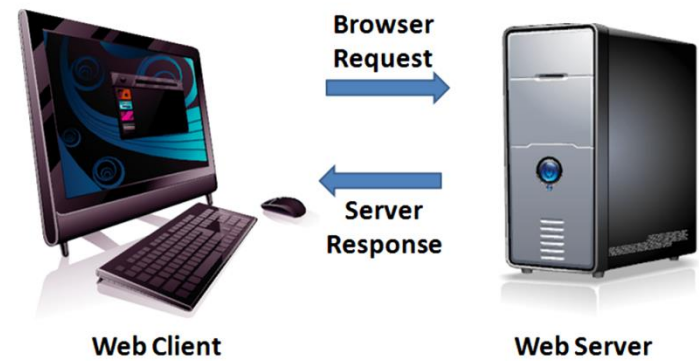 Browser
Request
Server
Response
Web Client
Web Server